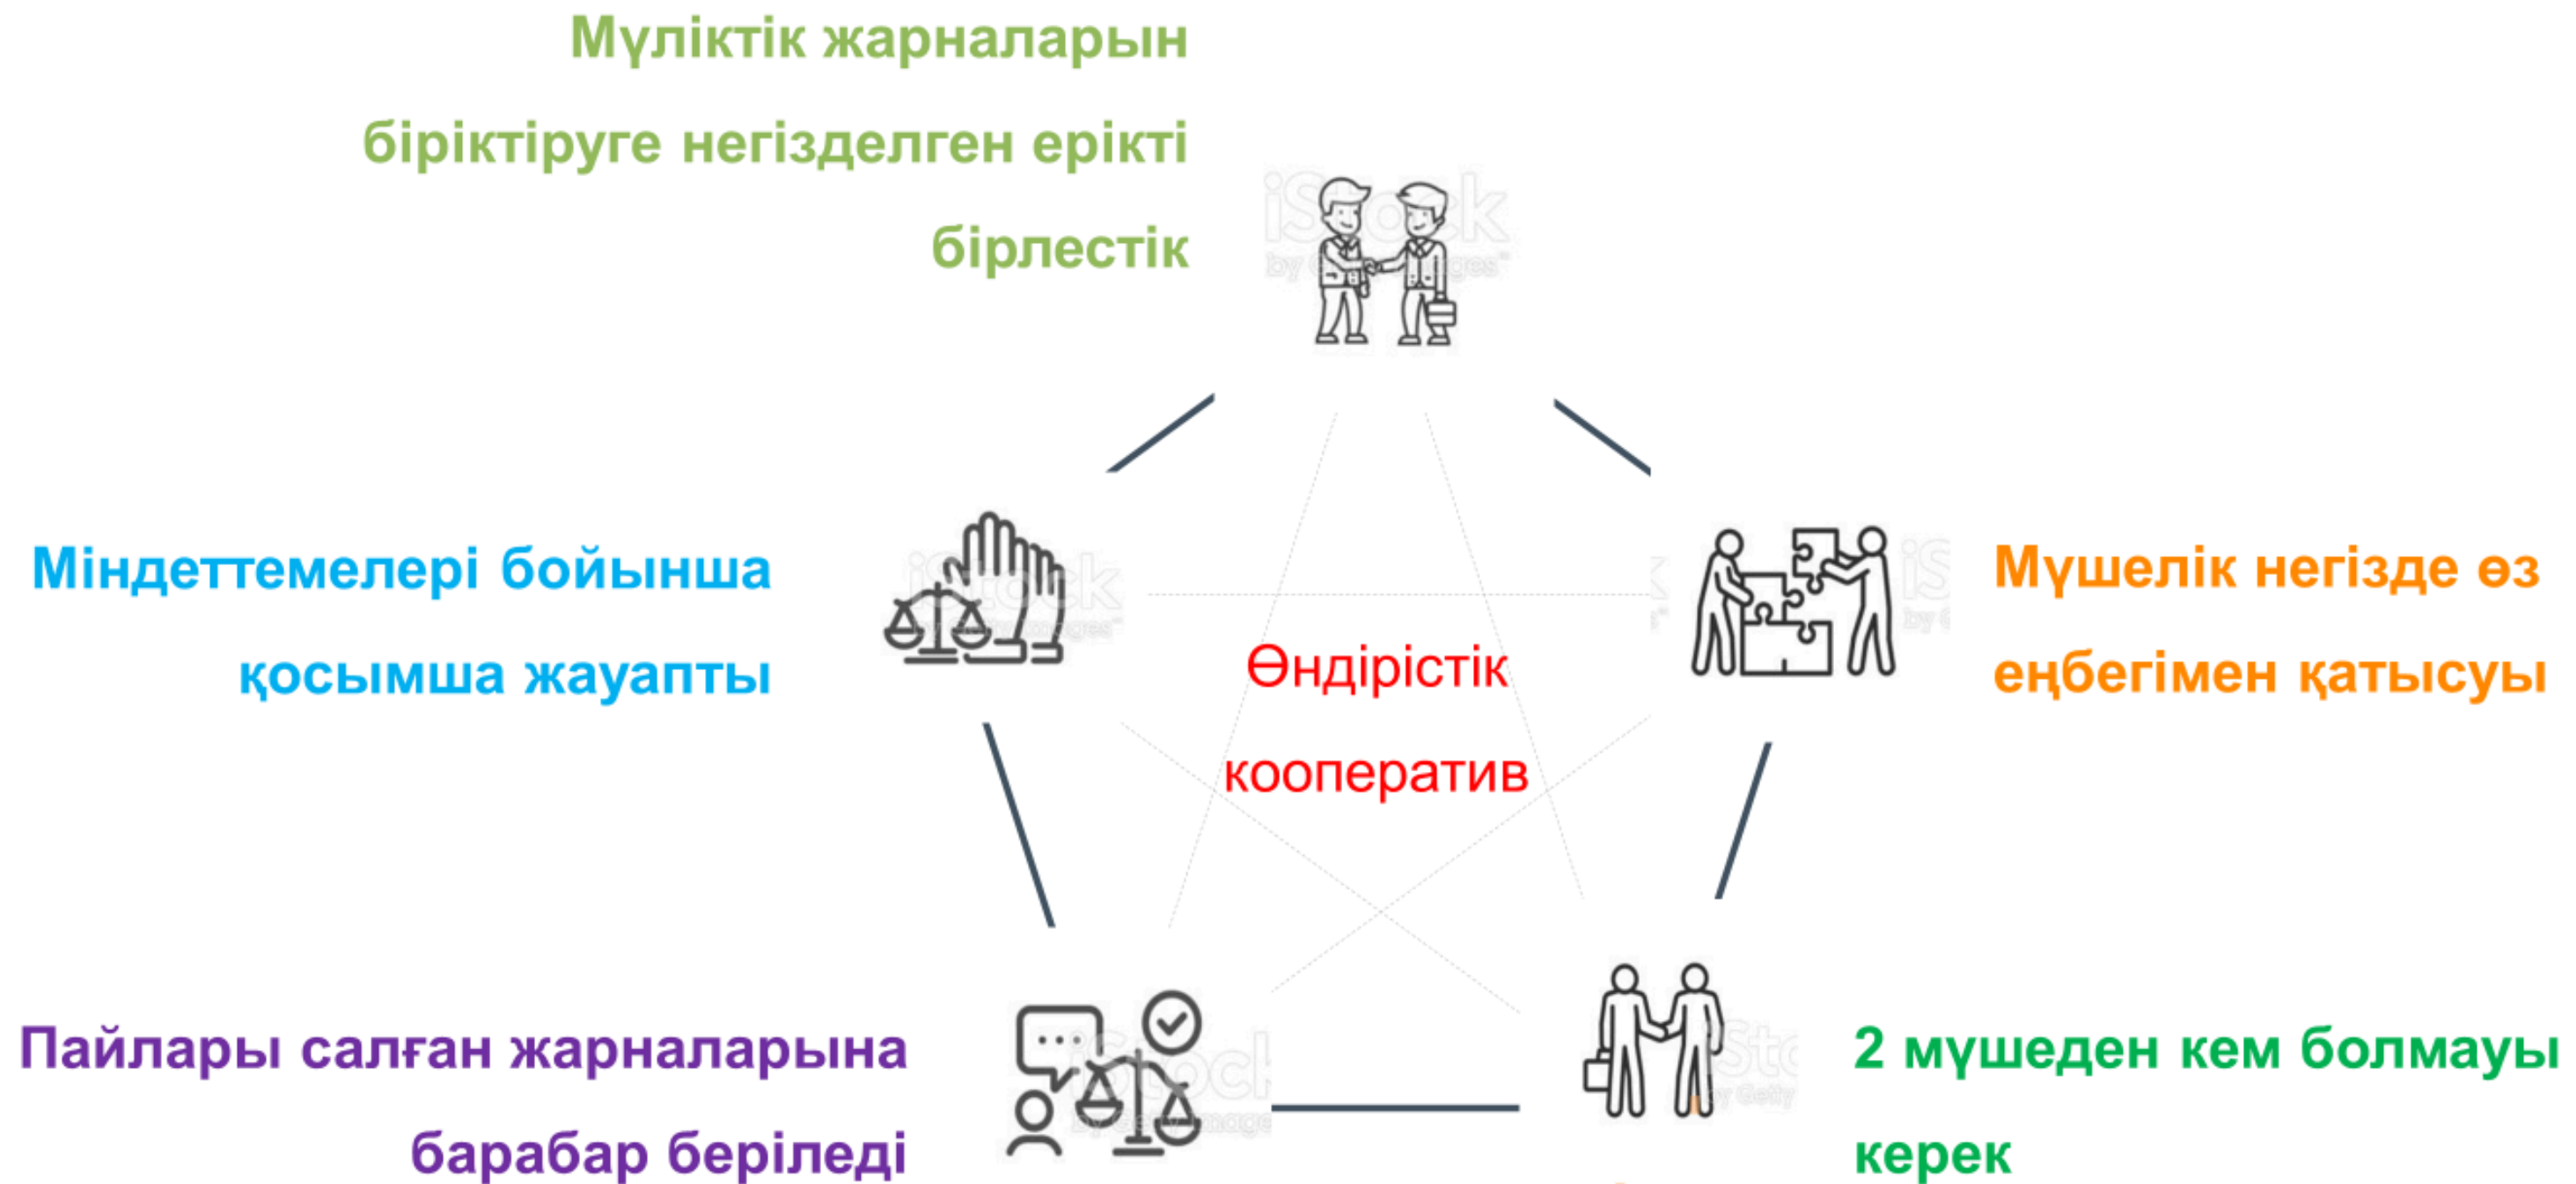 Мүліктік жарналарын
біріктіруге негізделген ерікті
бірлестік
Міндеттемелері бойынша
қосымша жауапты
Өндірістік
кооператив
Мүшелік негізде өз
еңбегімен қатысуы
Пайлары салған жарналарына
барабар беріледі
2 мүшеден кем болмауы
керек
iStock